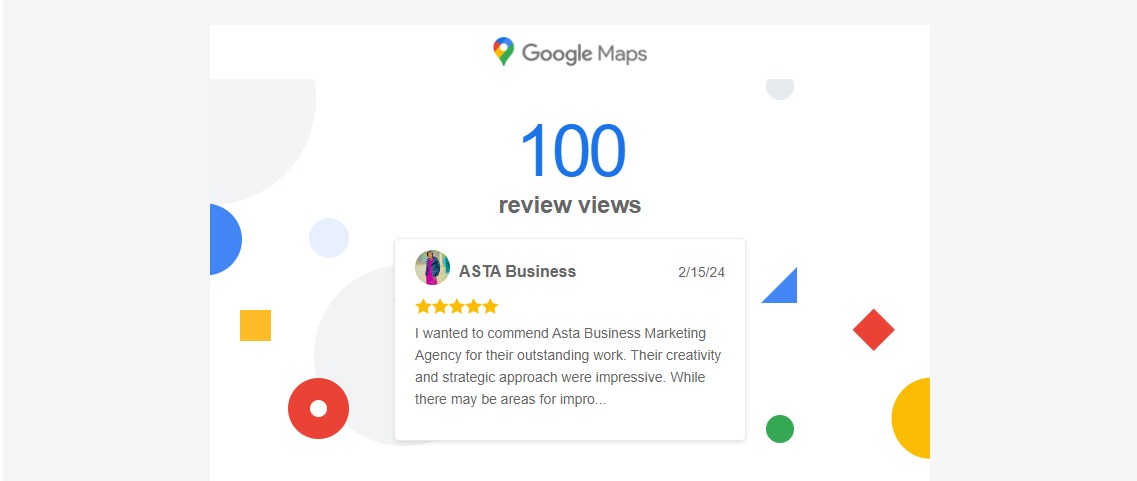 Google Maps
100
review views
ASTA Business 2/15/24
I wanted to commend Asta Business Marketing
Agency for their outstanding work. Their creativity
and strategic approach were impressive. While
there may be areas for impro...